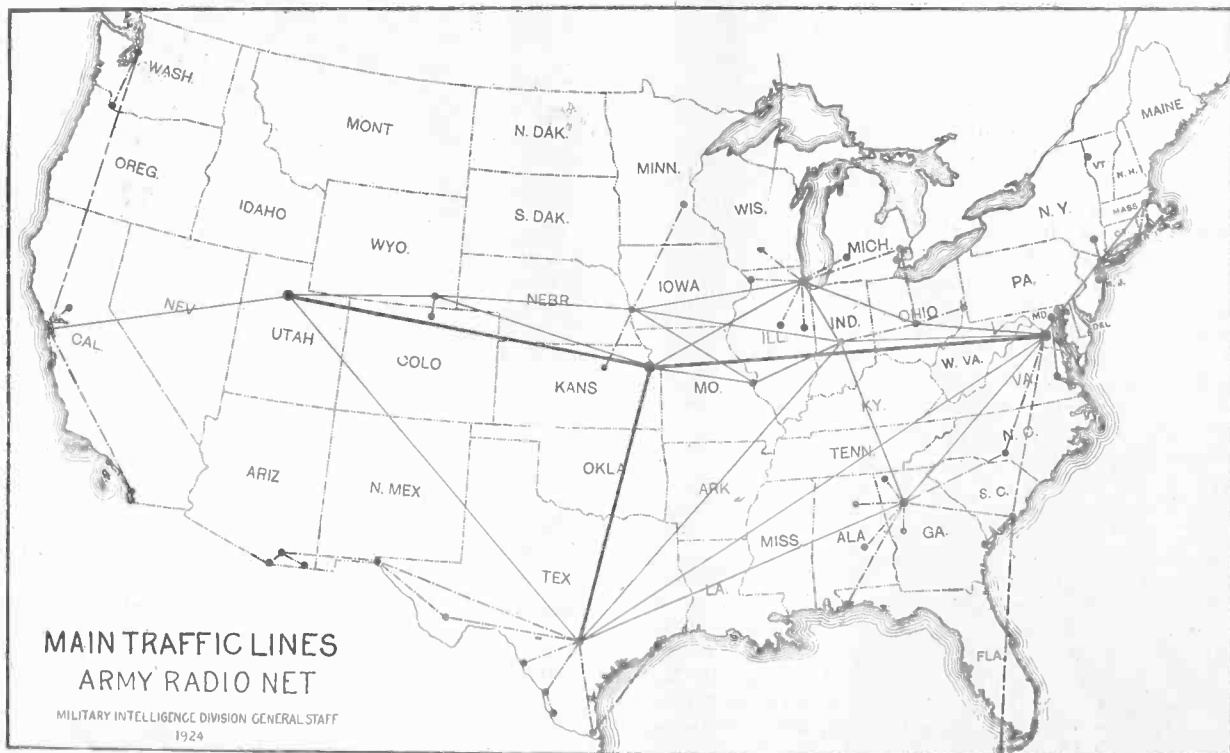 WASH.
MONT
N. DAK.
MINN.
MAINE
OREG.
IDAHO
S. DAK.
WIS.
VT
N.H.
WYO.
MICH.
N.Y.
MASS
NEV
NEBR
IOWA
PA.
N.J.
CAL.
UTAH
COLO
ILL
IND.
OHIO
MD.
DEL
KANS
MO.
W. VA.
VA.
KY.
ARIZ
N. MEX
OKLA
ARK
TENN.
N. C.
S. C.
MISS
ALA
GA.
TEX
LA.
FLA.
MAIN TRAFFIC LINES
ARMY RADIO NET
MILITARY INTELLIGENCE DIVISION GENERAL STAFF
1924